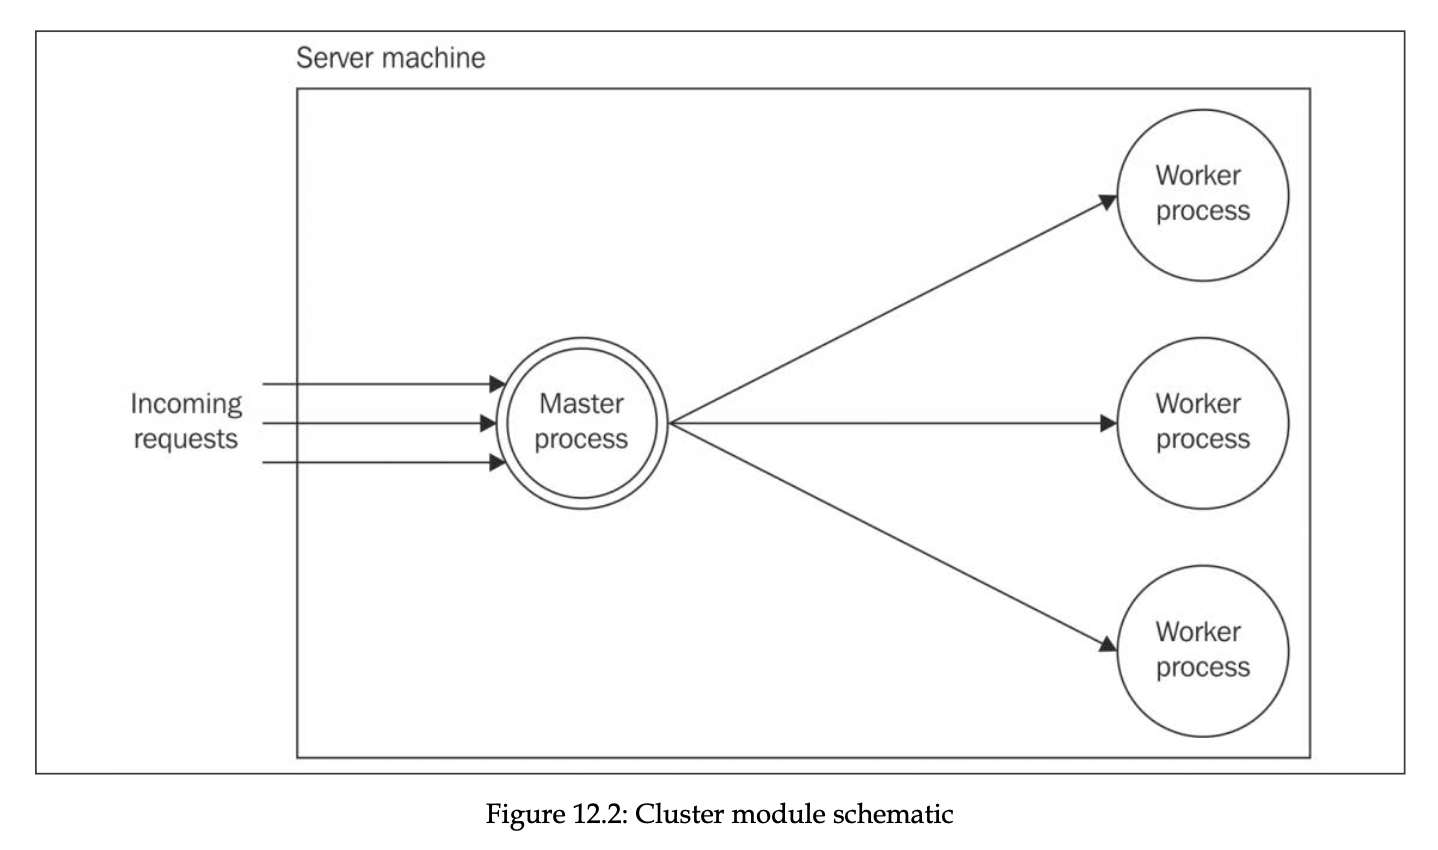 Server machine
Worker
process
Incoming
requests
Master
process
Worker
process
Worker
process
Figure 12.2: Cluster module schematic